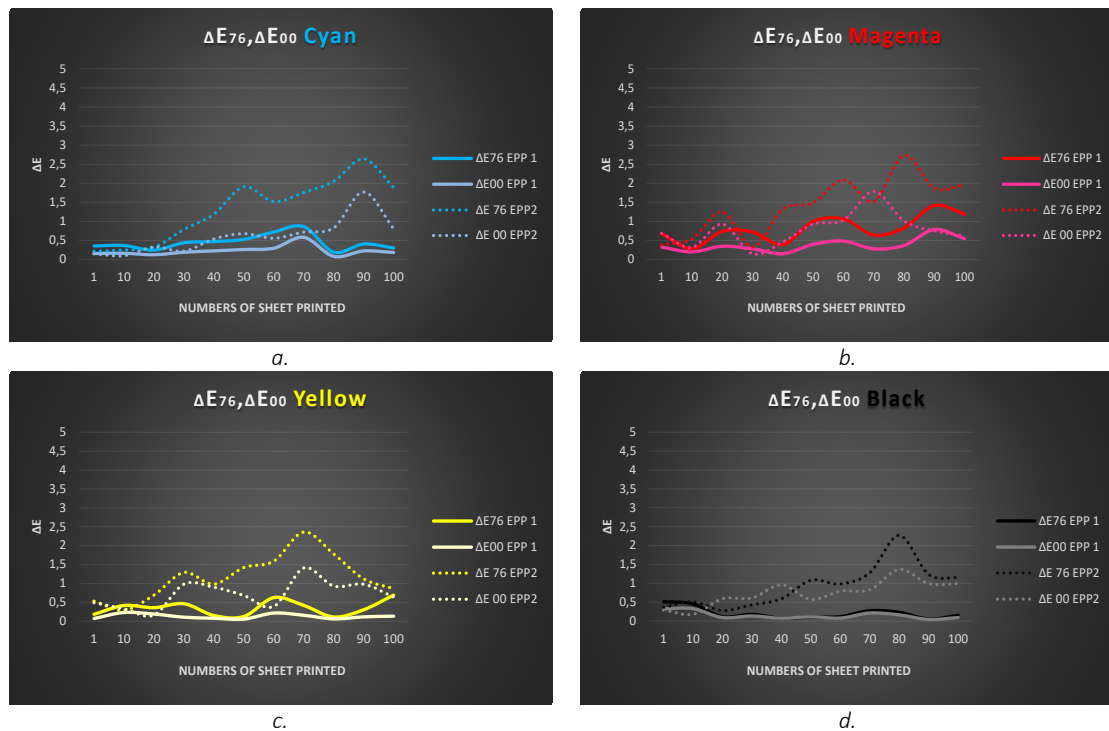 ΔE76,ΔE00 Cyan
5
4,5
4
3,5
3
2,5
2
1,5
1
0,5
0
ΔE
1 10 20 30 40 50 60 70 80 90 100
NUMBERS OF SHEET PRINTED
ΔE76 EPP 1
ΔE00 EPP 1
ΔE 76 EPP2
ΔE 00 EPP2
a.
ΔE76,ΔE00 Magenta
5
4,5
4
3,5
3
2,5
2
1,5
1
0,5
0
ΔE
1 10 20 30 40 50 60 70 80 90 100
NUMBERS OF SHEET PRINTED
ΔE76 EPP 1
ΔE00 EPP 1
ΔE 76 EPP2
ΔE 00 EPP2
b.
ΔE76,ΔE00 Yellow
5
4,5
4
3,5
3
2,5
2
1,5
1
0,5
0
ΔE
1 10 20 30 40 50 60 70 80 90 100
NUMBERS OF SHEET PRINTED
ΔE76 EPP 1
ΔE00 EPP 1
ΔE 76 EPP2
ΔE 00 EPP2
c.
ΔE76,ΔE00 Black
5
4,5
4
3,5
3
2,5
2
1,5
1
0,5
0
ΔE
1 10 20 30 40 50 60 70 80 90 100
NUMBERS OF SHEET PRINTED
ΔE76 EPP 1
ΔE00 EPP 1
ΔE 76 EPP2
ΔE 00 EPP2
d.